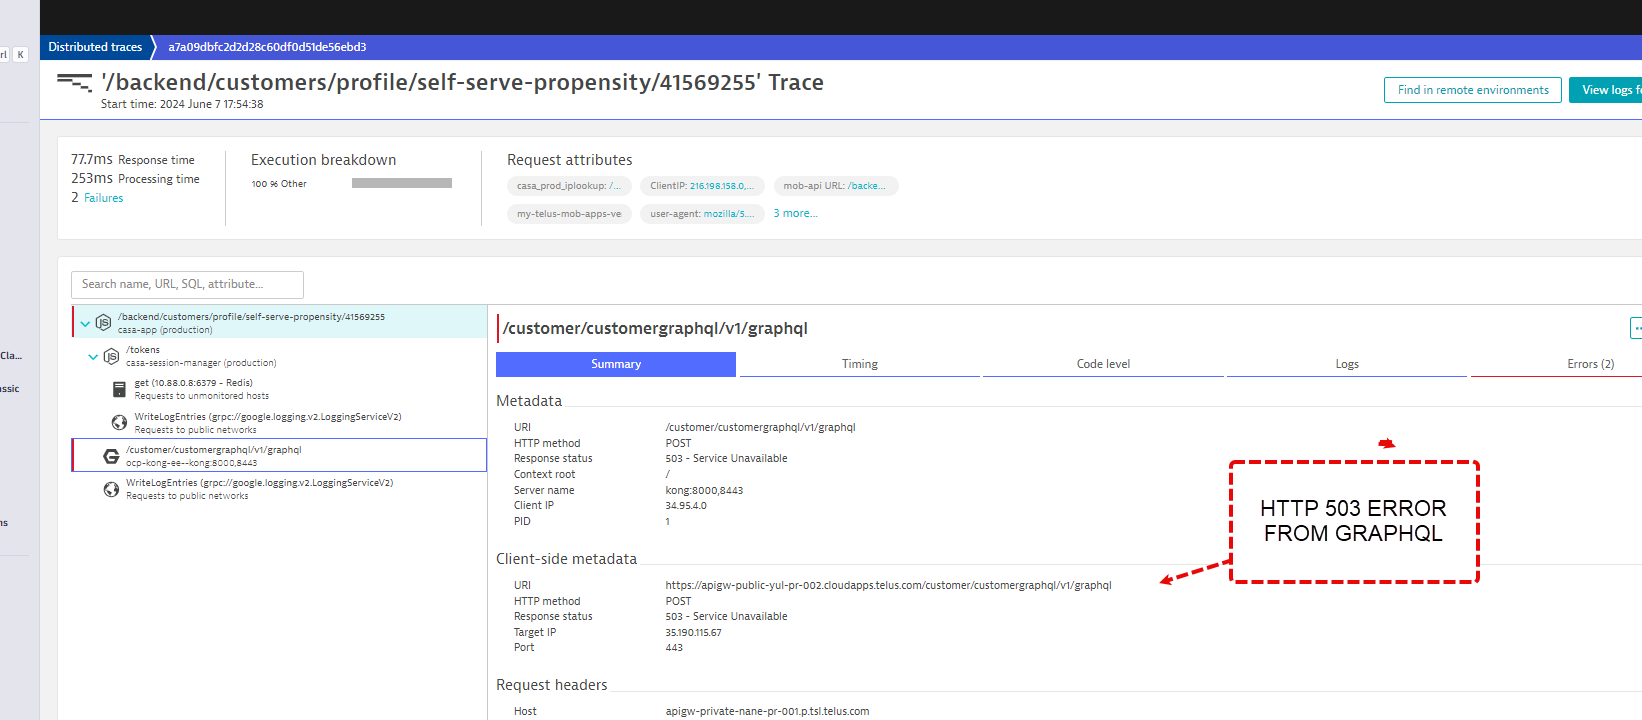 rl K
Distributed traces a7a09dbfc2d2d28c60df0d51de56ebd3
'/backend/customers/profile/self-serve-propensity/41569255' Trace
Start time: 2024 June 7 17:54:38
Find in remote environments
View logs f
77.7ms Response time
253ms Processing time
2 Failures
Execution breakdown
100 % Other
Request attributes
casa_prod_iplookup: /...
ClientIP: 216.198.158.0,...
mob-api URL: /backe...
my-telus-mob-apps-ve
user-agent: mozilla/5....
3 more...
Search name, URL, SQL, attribute...
/backend/customers/profile/self-serve-propensity/41569255
casa-app (production)
/tokens
casa-session-manager (production)
get (10.88.0.8:6379 - Redis)
Requests to unmonitored hosts
WriteLogEntries (grpc://google.logging.v2.LoggingServiceV2)
Requests to public networks
/customer/customergraphql/v1/graphql
ocp-kong-ee--kong:8000,8443
WriteLogEntries (grpc://google.logging.v2.LoggingServiceV2)
Requests to public networks
Cla...
assic
ns
/customer/customergraphql/v1/graphql
Summary Timing Code level Logs Errors (2)
Metadata
URI /customer/customergraphql/v1/graphql
HTTP method POST
Response status 503 - Service Unavailable
Context root /
Server name kong:8000,8443
Client IP 34.95.4.0
PID 1
HTTP 503 ERROR
FROM GRAPHQL
Client-side metadata
URI https://apigw-public-yul-pr-002.cloudapps.telus.com/customer/customergraphql/v1/graphql
HTTP method POST
Response status 503 - Service Unavailable
Target IP 35.190.115.67
Port 443
Request headers
Host apigw-private-nane-pr-001.p.tsl.telus.com